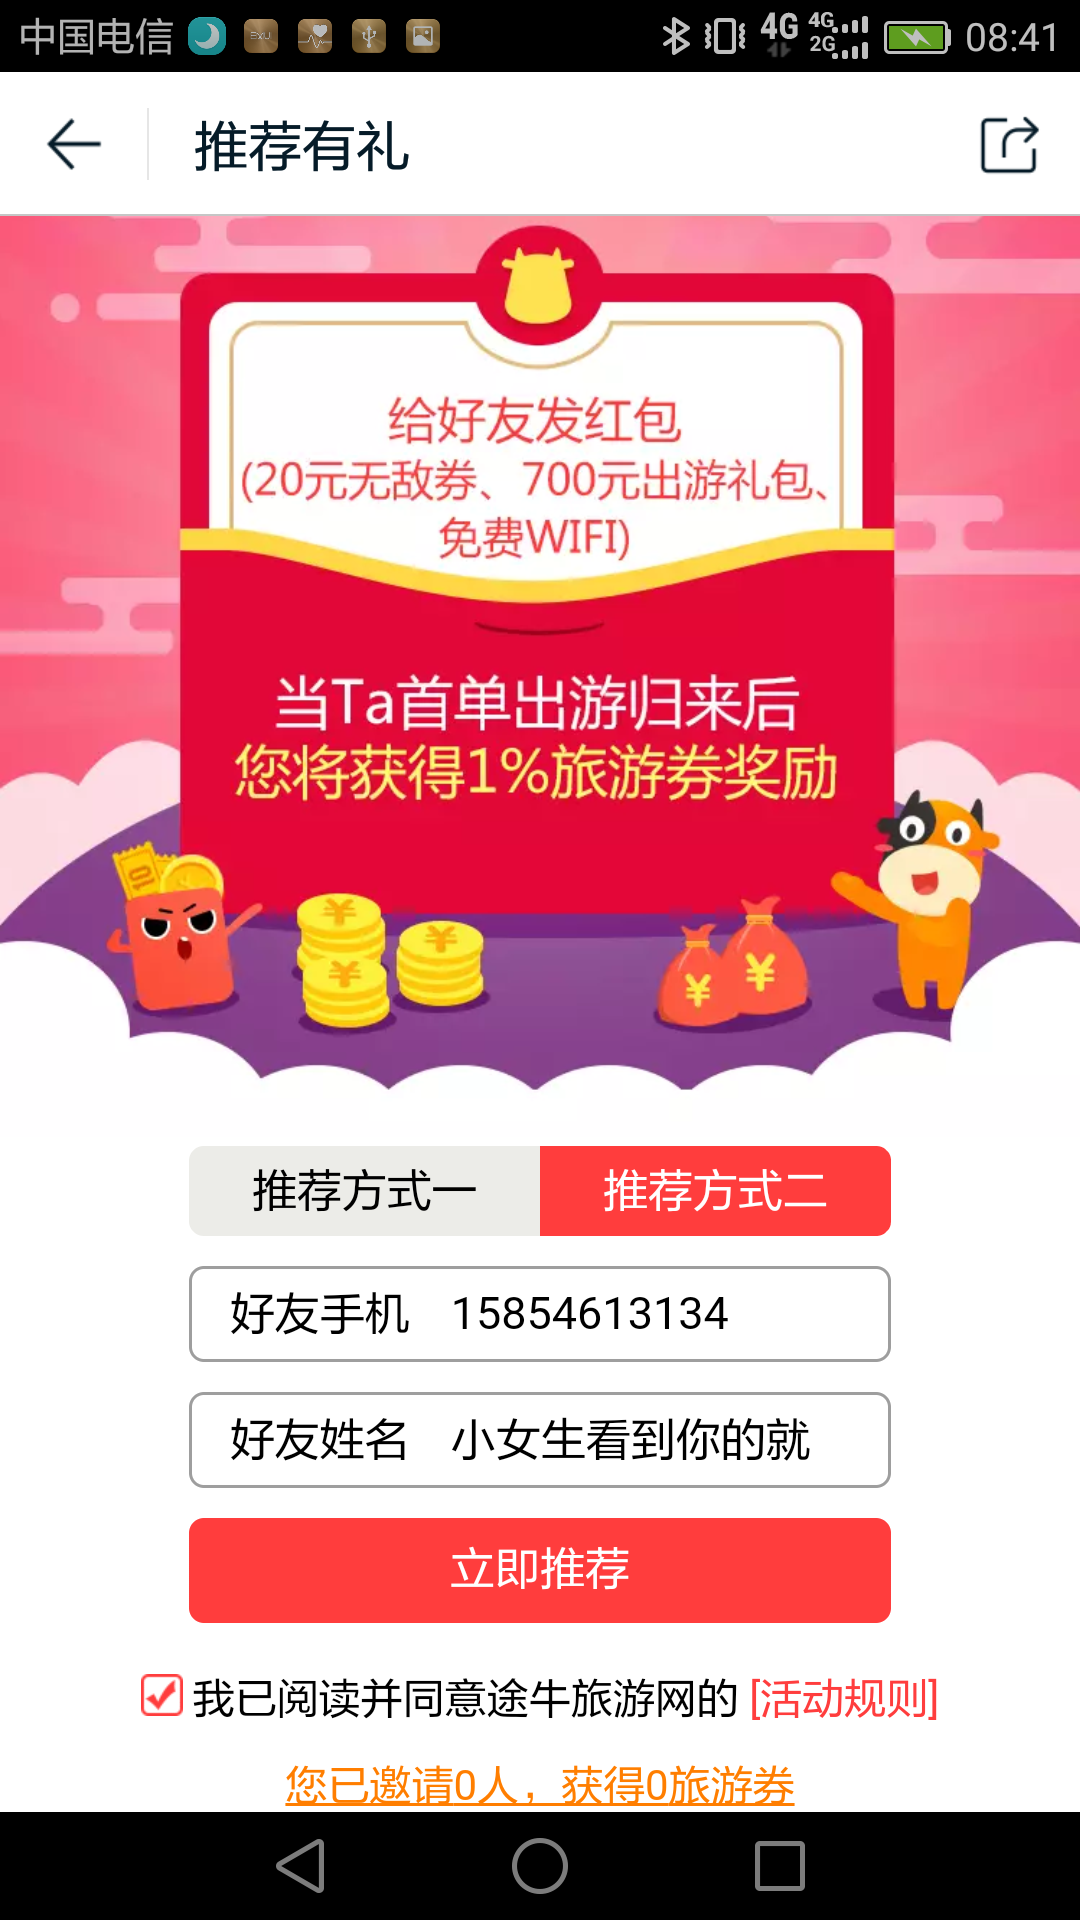 中国电信
4G 4G 2G 08:41
推荐有礼
给好友发红包
(20元无敌券、700元出游礼包、
免费WIFI)
当Ta首单出游归来后
您将获得1%旅游券奖励
10
¥ ¥ ¥ ¥ ¥
推荐方式一 推荐方式二
好友手机 15854613134
好友姓名 小女生看到你的就
立即推荐
我已阅读并同意途牛旅游网的 [活动规则]
您已邀请0人，获得0旅游券